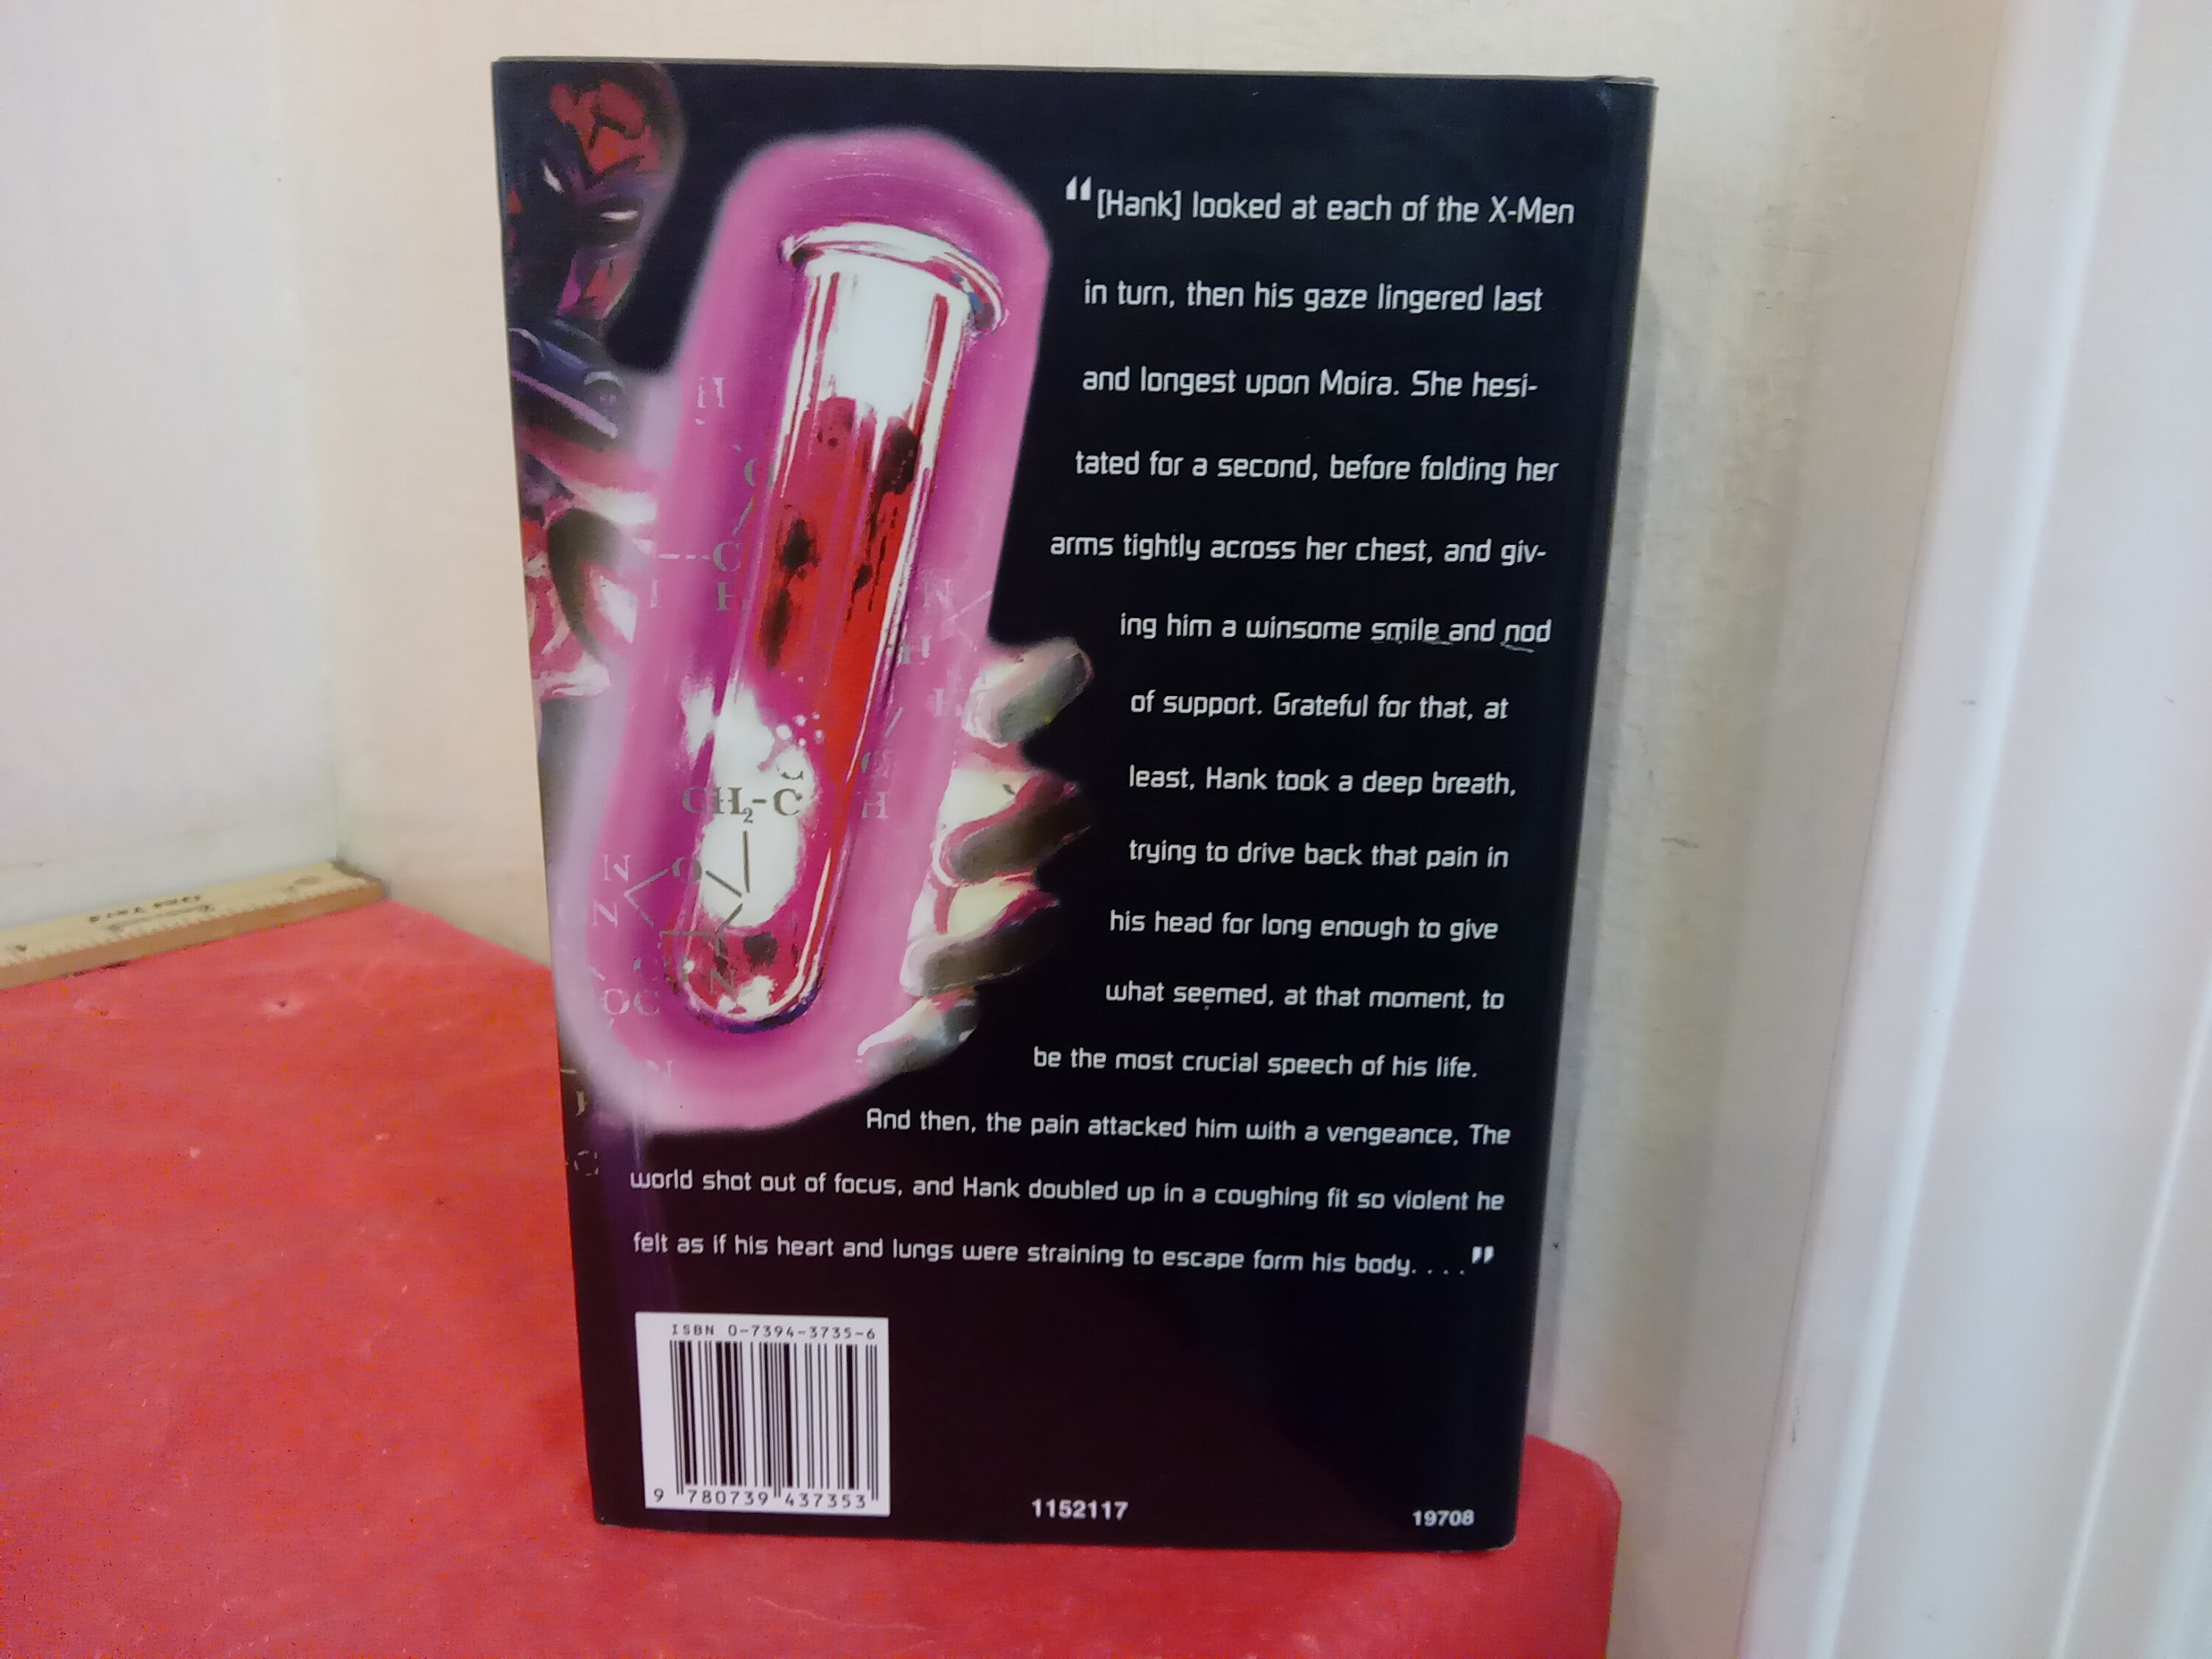 “[Hank] looked at each of the X-Men
in turn, then his gaze lingered last
and longest upon Moira. She hesi-
tated for a second, before folding her
arms tightly across her chest, and giv-
ing him a winsome smile and nod
of support. Grateful for that, at
least, Hank took a deep breath,
trying to drive back that pain in
his head for long enough to give
what seemed, at that moment, to
be the most crucial speech of his life.
And then, the pain attacked him with a vengeance, The
world shot out of focus, and Hank doubled up in a coughing fit so violent he
felt as if his heart and lungs were straining to escape form his body. . . .”
H
C
C
H
N
H
CH2-C
H
N O
N
N
OC
N
ISBN 0-7394-3735-6
9 780739 437353
1152117
19708